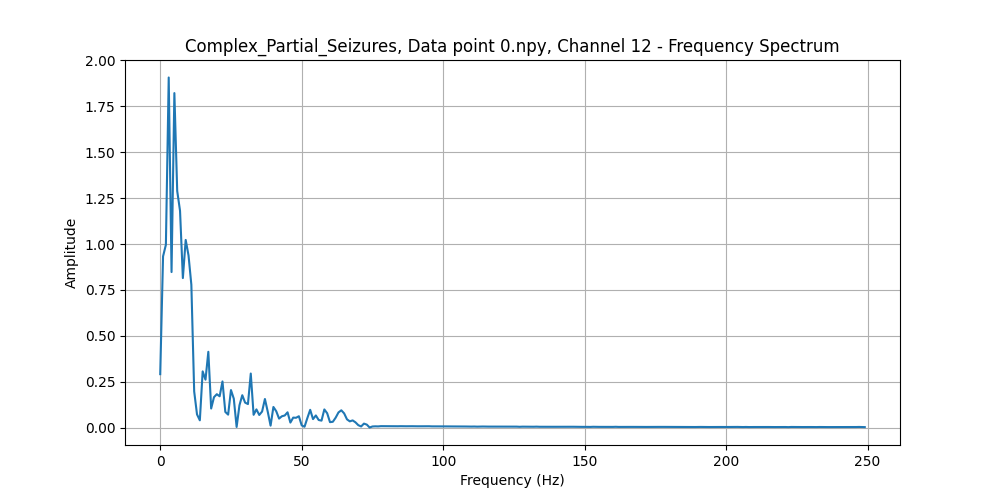 Complex_Partial_Seizures, Data point 0.npy, Channel 12 - Frequency Spectrum
2.00
1.75
1.50
1.25
1.00
0.75
0.50
0.25
0.00
Amplitude
0 50 100 150 200 250
Frequency (Hz)